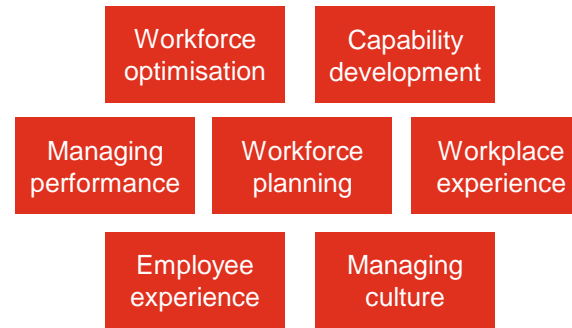 Workforce
optimisation
Capability
development
Managing
performance
Workforce
planning
Workplace
experience
Employee
experience
Managing
culture